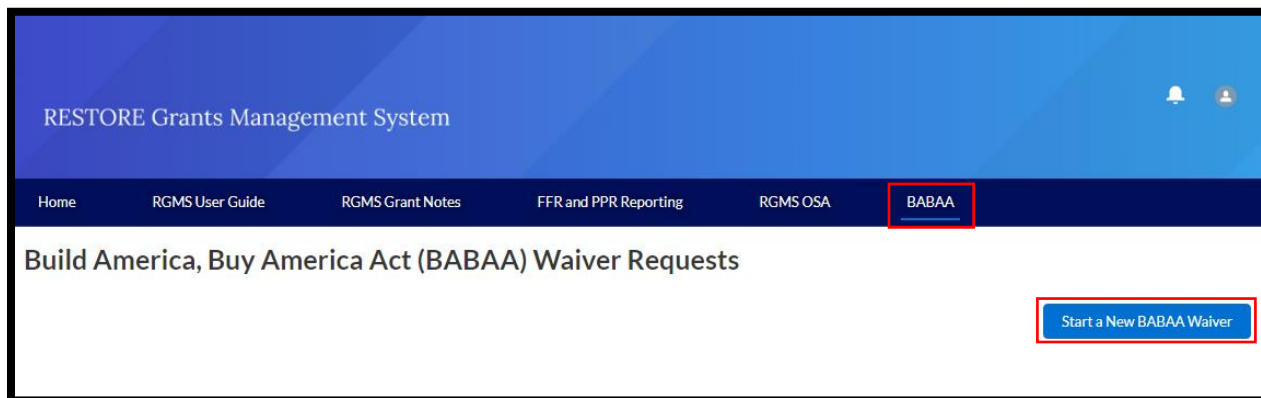 RESTORE Grants Management System
Home RGMS User Guide RGMS Grant Notes FFR and PPR Reporting RGMS OSA BABAA
Build America, Buy America Act (BABAA) Waiver Requests
Start a New BABAA Waiver